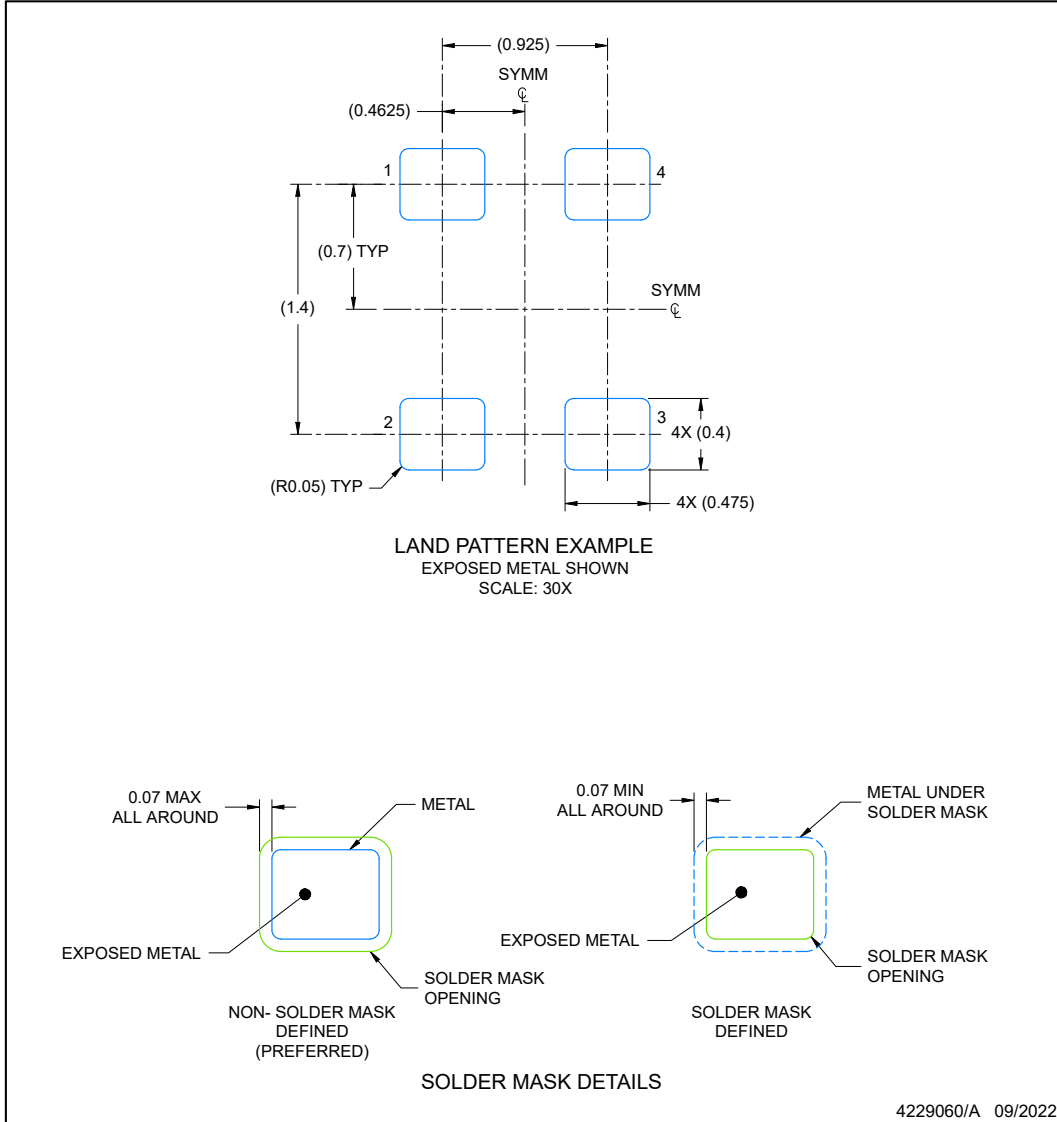 (0.925)
SYMM
℄
(0.4625)
1
4
(0.7) TYP
SYMM
℄
(1.4)
2
3
4X (0.4)
(R0.05) TYP
4X (0.475)
LAND PATTERN EXAMPLE
EXPOSED METAL SHOWN
SCALE: 30X
0.07 MAX
ALL AROUND
METAL
EXPOSED METAL
SOLDER MASK
OPENING
NON- SOLDER MASK
DEFINED
(PREFERRED)
0.07 MIN
ALL AROUND
METAL UNDER
SOLDER MASK
EXPOSED METAL
SOLDER MASK
OPENING
SOLDER MASK
DEFINED
SOLDER MASK DETAILS
4229060/A 09/2022